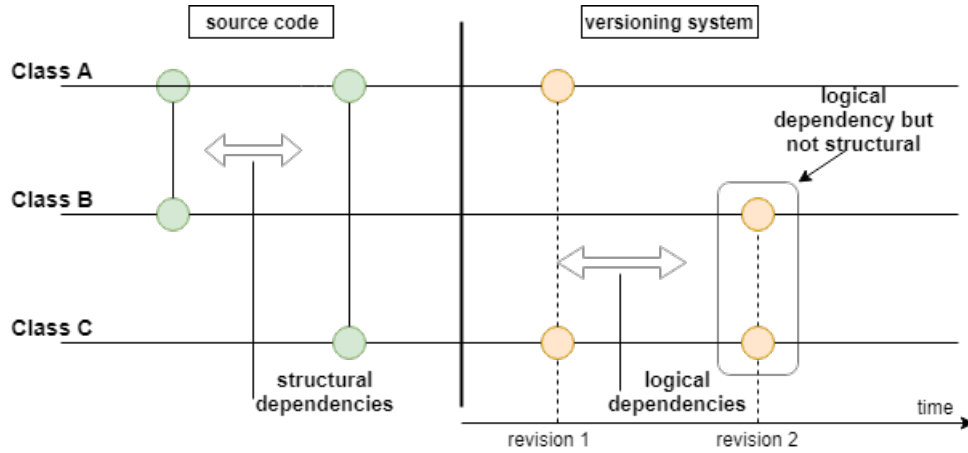 source code
versioning system
Class A
logical
dependency but
not structural
Class B
Class C
structural
dependencies
logical
dependencies
time
revision 1
revision 2